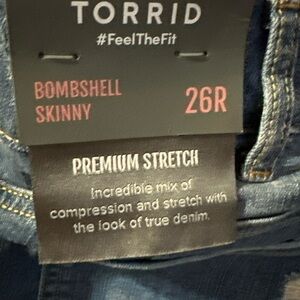 TORRID
#FeelTheFit
BOMBSHELL
SKINNY
26R
PREMIUM STRETCH
Incredible mix of
compression and stretch with
the look of true denim.